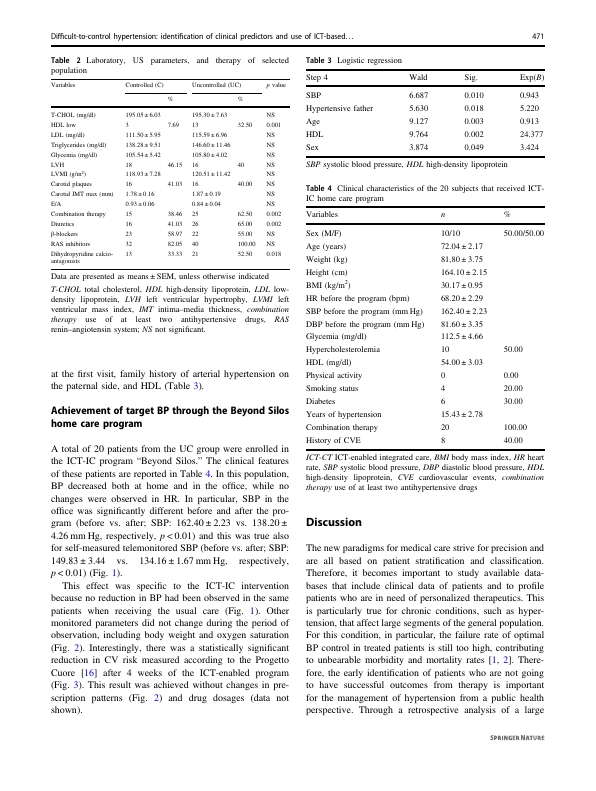 Difficult-to-control hypertension: identification of clinical predictors and use of ICT-based… 471
Table 2 Laboratory, US parameters, and therapy of selected
population
Variables Controlled (C) Uncontrolled (UC) p value
% %
T-CHOL (mg/dl) 195.05 ± 6.03 195.30 ± 7.63 NS
HDL low 3 7.69 13 32.50 0.001
LDL (mg/dl) 111.50 ± 5.95 115.59 ± 6.96 NS
Triglycerides (mg/dl) 138.28 ± 9.51 146.60 ± 11.46 NS
Glycemia (mg/dl) 105.54 ± 5.42 105.80 ± 4.02 NS
LVH 18 46.15 16 40 NS
LVMI (g/m²) 118.93 ± 7.28 120.51 ± 11.42 NS
Carotid plaques 16 41.03 16 40.00 NS
Carotid IMT max (mm) 1.78 ± 0.16 1.87 ± 0.19 NS
E/A 0.93 ± 0.06 0.84 ± 0.04 NS
Combination therapy 15 38.46 25 62.50 0.002
Diuretics 16 41.03 26 65.00 0.002
β-blockers 23 58.97 22 55.00 NS
RAS inhibitors 32 82.05 40 100.00 NS
Dihydropyridine calcio- 13 33.33 21 52.50 0.018
antagonists
Data are presented as means ± SEM, unless otherwise indicated
T-CHOL total cholesterol, HDL high-density lipoprotein, LDL low-
density lipoprotein, LVH left ventricular hypertrophy, LVMI left
ventricular mass index, IMT intima–media thickness, combination
therapy use of at least two antihypertensive drugs, RAS
renin–angiotensin system; NS not significant.
at the first visit, family history of arterial hypertension on
the paternal side, and HDL (Table 3).
Achievement of target BP through the Beyond Silos
home care program
A total of 20 patients from the UC group were enrolled in
the ICT-IC program “Beyond Silos.” The clinical features
of these patients are reported in Table 4. In this population,
BP decreased both at home and in the office, while no
changes were observed in HR. In particular, SBP in the
office was significantly different before and after the pro-
gram (before vs. after; SBP: 162.40 ± 2.23 vs. 138.20 ±
4.26 mm Hg, respectively, p < 0.01) and this was true also
for self-measured telemonitored SBP (before vs. after; SBP:
149.83 ± 3.44 vs. 134.16 ± 1.67 mm Hg, respectively,
p < 0.01) (Fig. 1).
This effect was specific to the ICT-IC intervention
because no reduction in BP had been observed in the same
patients when receiving the usual care (Fig. 1). Other
monitored parameters did not change during the period of
observation, including body weight and oxygen saturation
(Fig. 2). Interestingly, there was a statistically significant
reduction in CV risk measured according to the Progetto
Cuore [16] after 4 weeks of the ICT-enabled program
(Fig. 3). This result was achieved without changes in pre-
scription patterns (Fig. 2) and drug dosages (data not
shown).
Table 3 Logistic regression
Step 4 Wald Sig. Exp(B)
SBP 6.687 0.010 0.943
Hypertensive father 5.630 0.018 5.220
Age 9.127 0.003 0.913
HDL 9.764 0.002 24.377
Sex 3.874 0.049 3.424
SBP systolic blood pressure, HDL high-density lipoprotein
Table 4 Clinical characteristics of the 20 subjects that received ICT-
IC home care program
Variables n %
Sex (M/F) 10/10 50.00/50.00
Age (years) 72.04 ± 2.17
Weight (kg) 81,80 ± 3.75
Height (cm) 164.10 ± 2.15
BMI (kg/m²) 30.17 ± 0.95
HR before the program (bpm) 68.20 ± 2.29
SBP before the program (mm Hg) 162.40 ± 2.23
DBP before the program (mm Hg) 81.60 ± 3.35
Glycemia (mg/dl) 112.5 ± 4.66
Hypercholesterolemia 10 50.00
HDL (mg/dl) 54.00 ± 3.03
Physical activity 0 0.00
Smoking status 4 20.00
Diabetes 6 30.00
Years of hypertension 15.43 ± 2.78
Combination therapy 20 100.00
History of CVE 8 40.00
ICT-CT ICT-enabled integrated care, BMI body mass index, HR heart
rate, SBP systolic blood pressure, DBP diastolic blood pressure, HDL
high-density lipoprotein, CVE cardiovascular events, combination
therapy use of at least two antihypertensive drugs
Discussion
The new paradigms for medical care strive for precision and
are all based on patient stratification and classification.
Therefore, it becomes important to study available data-
bases that include clinical data of patients and to profile
patients who are in need of personalized therapeutics. This
is particularly true for chronic conditions, such as hyper-
tension, that affect large segments of the general population.
For this condition, in particular, the failure rate of optimal
BP control in treated patients is still too high, contributing
to unbearable morbidity and mortality rates [1, 2]. There-
fore, the early identification of patients who are not going
to have successful outcomes from therapy is important
for the management of hypertension from a public health
perspective. Through a retrospective analysis of a large
SPRINGER NATURE